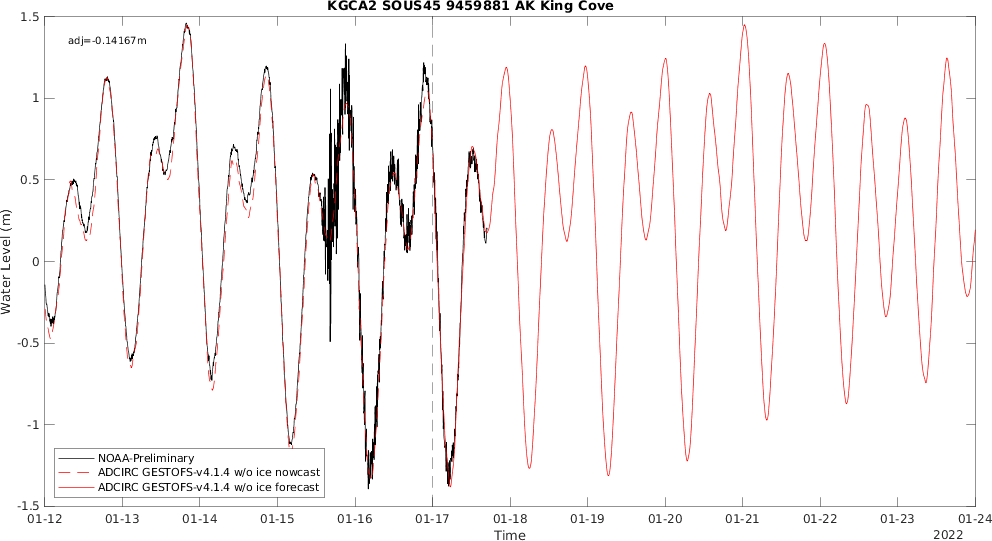 KGCA2 SOUS45 9459881 AK King Cove
adj=-0.14167m
1.5
1
0.5
0
-0.5
-1
-1.5
Water Level (m)
NOAA-Preliminary
ADCIRC GESTOFS-v4.1.4 w/o ice nowcast
ADCIRC GESTOFS-v4.1.4 w/o ice forecast
01-12 01-13 01-14 01-15 01-16 01-17 01-18 01-19 01-20 01-21 01-22 01-23 01-24
Time
2022